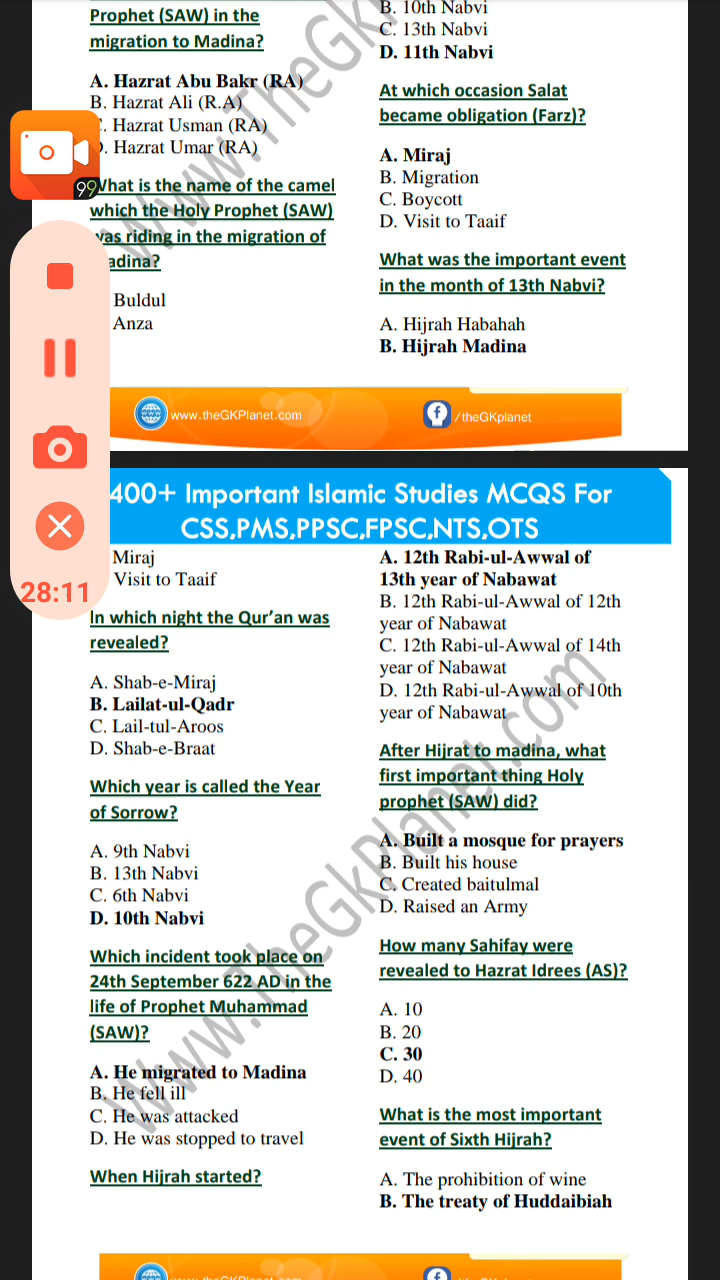 Prophet (SAW) in the
migration to Madina?
A. Hazrat Abu Bakr (RA)
B. Hazrat Ali (R.A)
. Hazrat Usman (RA)
. Hazrat Umar (RA)
What is the name of the camel
which the Holy Prophet (SAW)
was riding in the migration of
adina?
Buldul
Anza
B. 10th Nabvi
C. 13th Nabvi
D. 11th Nabvi
At which occasion Salat
became obligation (Farz)?
A. Miraj
B. Migration
C. Boycott
D. Visit to Taaif
What was the important event
in the month of 13th Nabvi?
A. Hijrah Habahah
B. Hijrah Madina
www.theGKPlanet.com
/theGKplanet
Www.TheGKP
99
28:11
400+ Important Islamic Studies MCQS For
CSS,PMS,PPSC,FPSC,NTS,OTS
Miraj
Visit to Taaif
In which night the Qur’an was
revealed?
A. Shab-e-Miraj
B. Lailat-ul-Qadr
C. Lail-tul-Aroos
D. Shab-e-Braat
Which year is called the Year
of Sorrow?
A. 9th Nabvi
B. 13th Nabvi
C. 6th Nabvi
D. 10th Nabvi
Which incident took place on
24th September 622 AD in the
life of Prophet Muhammad
(SAW)?
A. He migrated to Madina
B. He fell ill
C. He was attacked
D. He was stopped to travel
When Hijrah started?
A. 12th Rabi-ul-Awwal of
13th year of Nabawat
B. 12th Rabi-ul-Awwal of 12th
year of Nabawat
C. 12th Rabi-ul-Awwal of 14th
year of Nabawat
D. 12th Rabi-ul-Awwal of 10th
year of Nabawat
After Hijrat to madina, what
first important thing Holy
prophet (SAW) did?
A. Built a mosque for prayers
B. Built his house
C. Created baitulmal
D. Raised an Army
How many Sahifay were
revealed to Hazrat Idrees (AS)?
A. 10
B. 20
C. 30
D. 40
What is the most important
event of Sixth Hijrah?
A. The prohibition of wine
B. The treaty of Huddaibiah
Www.TheGkPlanet.com